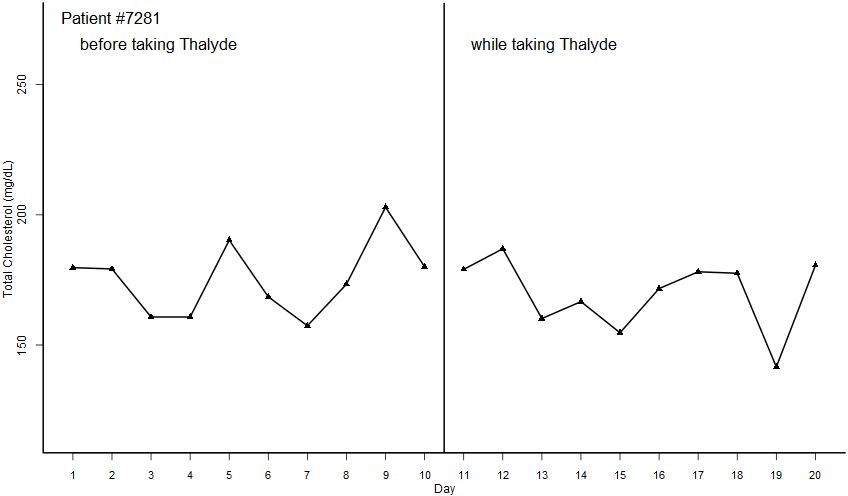 Patient #7281
before taking Thalyde
while taking Thalyde
Total Cholesterol (mg/dL)
250
200
150
1 2 3 4 5 6 7 8 9 10 11 12 13 14 15 16 17 18 19 20
Day